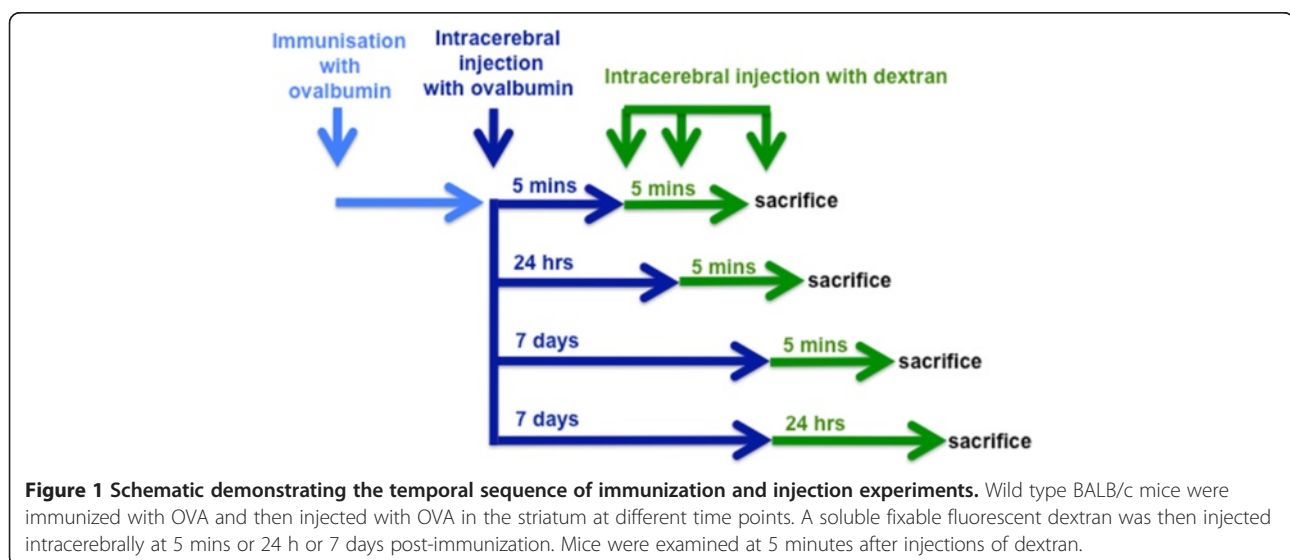 Immunisation
with
ovalbumin
Intracerebral
injection
with ovalbumin
Intracerebral injection with dextran
5 mins
5 mins
sacrifice
24 hrs
5 mins
sacrifice
7 days
5 mins
sacrifice
7 days
24 hrs
sacrifice
Figure 1 Schematic demonstrating the temporal sequence of immunization and injection experiments. Wild type BALB/c mice were
immunized with OVA and then injected with OVA in the striatum at different time points. A soluble fixable fluorescent dextran was then injected
intracerebrally at 5 mins or 24 h or 7 days post-immunization. Mice were examined at 5 minutes after injections of dextran.